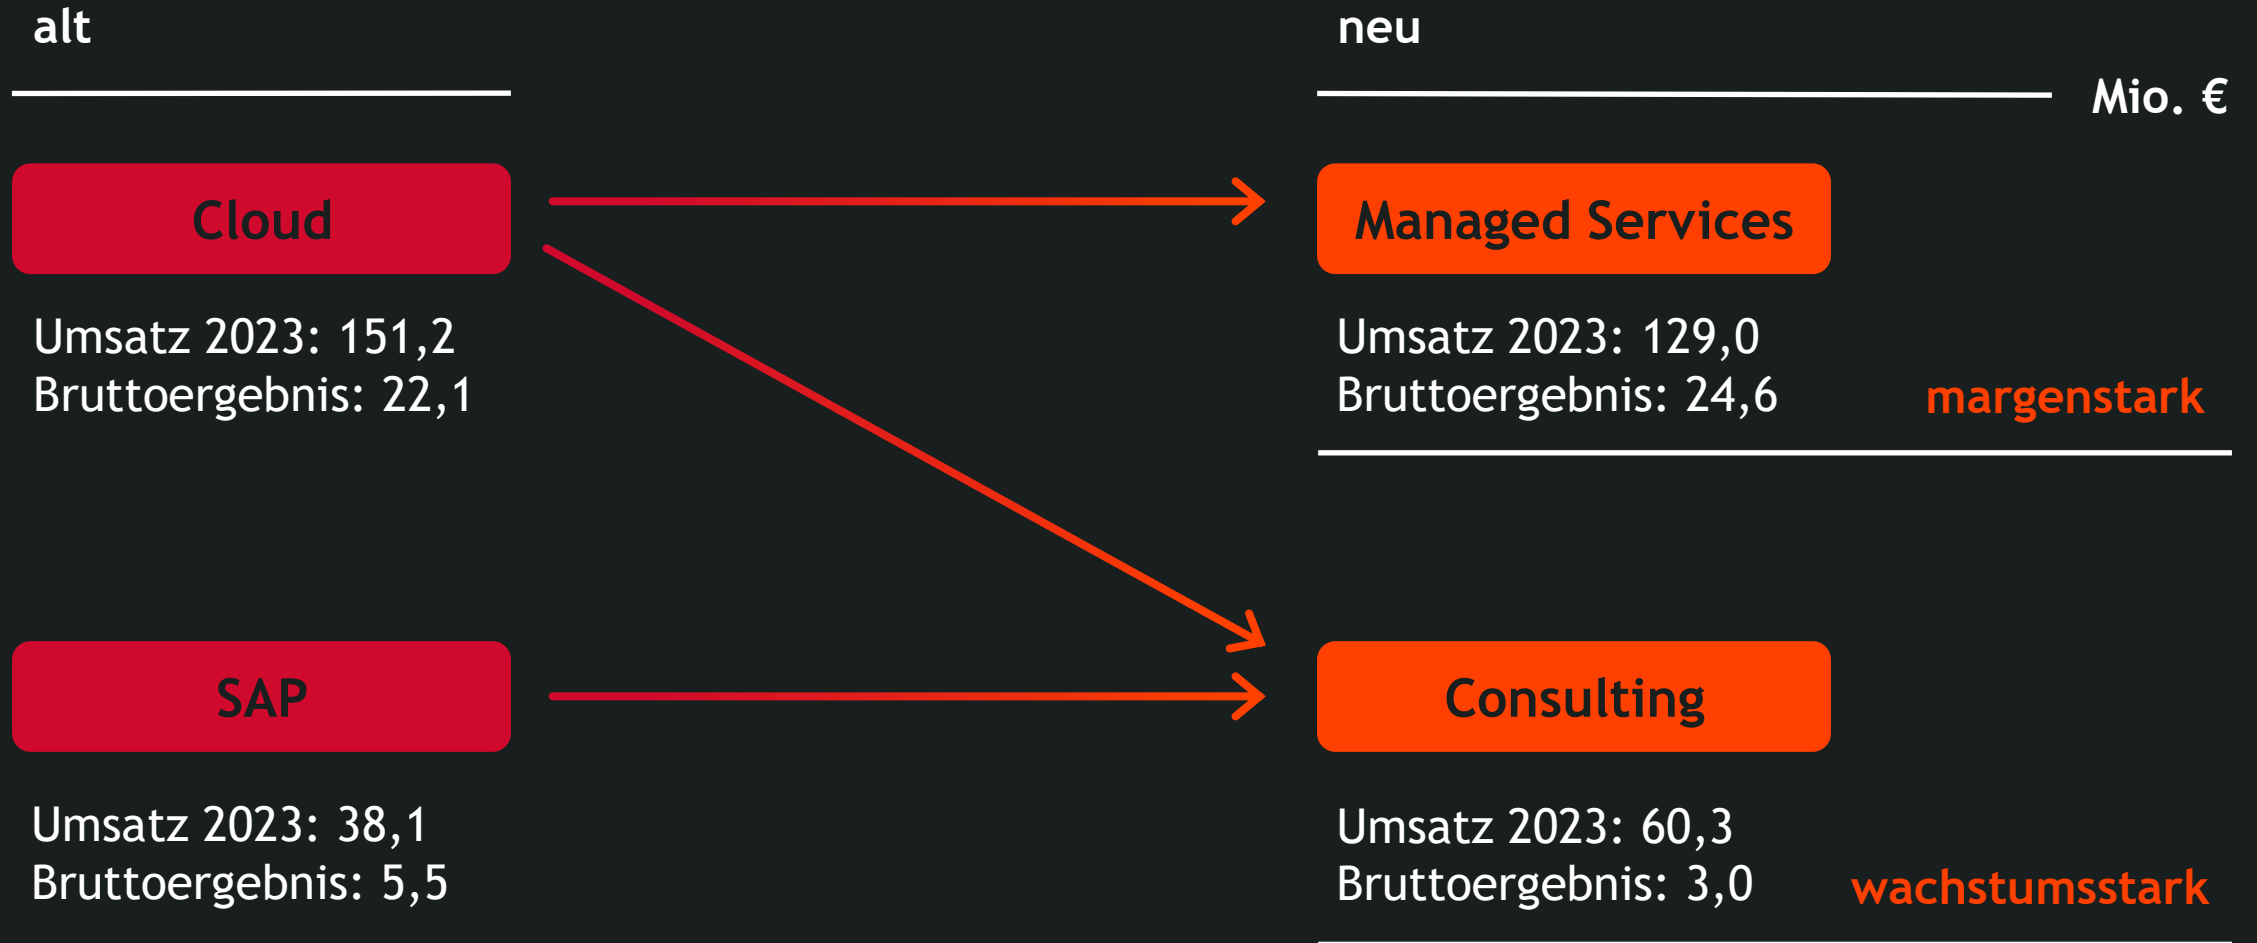 alt
neu
Mio. €
Cloud
Managed Services
Umsatz 2023: 151,2
Bruttoergebnis: 22,1
Umsatz 2023: 129,0
Bruttoergebnis: 24,6
margenstark
SAP
Consulting
Umsatz 2023: 38,1
Bruttoergebnis: 5,5
Umsatz 2023: 60,3
Bruttoergebnis: 3,0
wachstumsstark